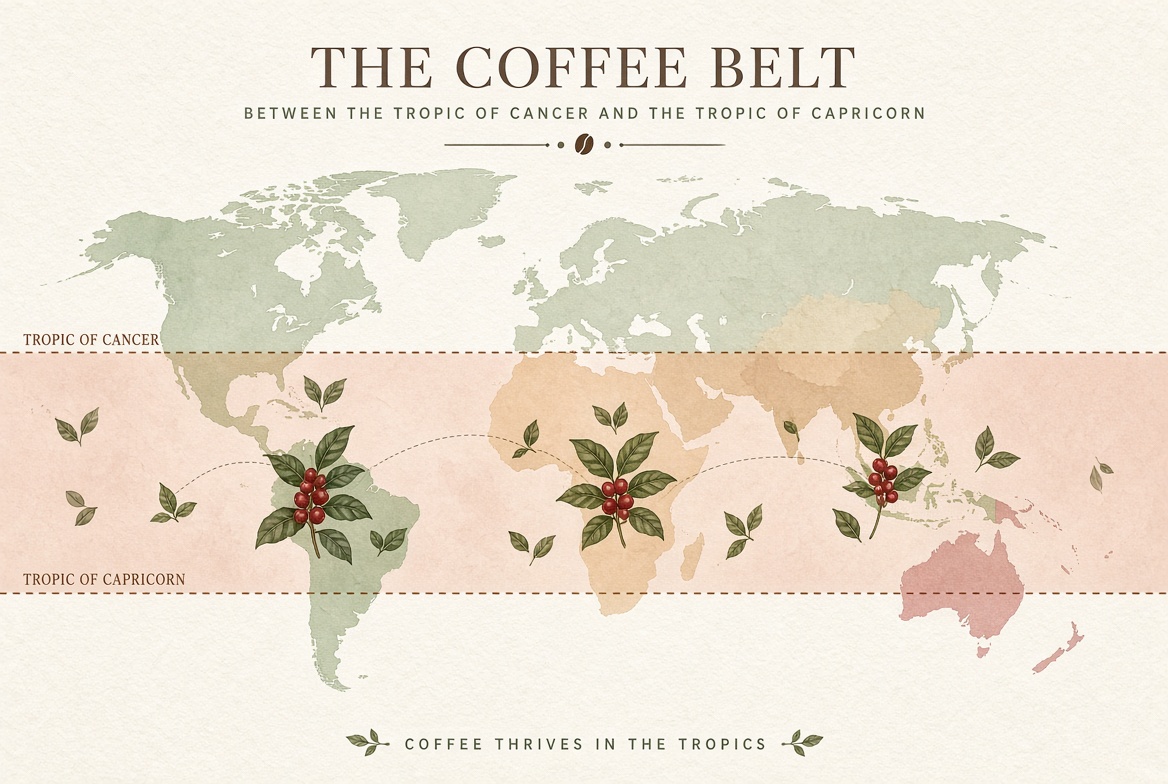 THE COFFEE BELT
BETWEEN THE TROPIC OF CANCER AND THE TROPIC OF CAPRICORN
TROPIC OF CANCER
TROPIC OF CAPRICORN
COFFEE THRIVES IN THE TROPICS